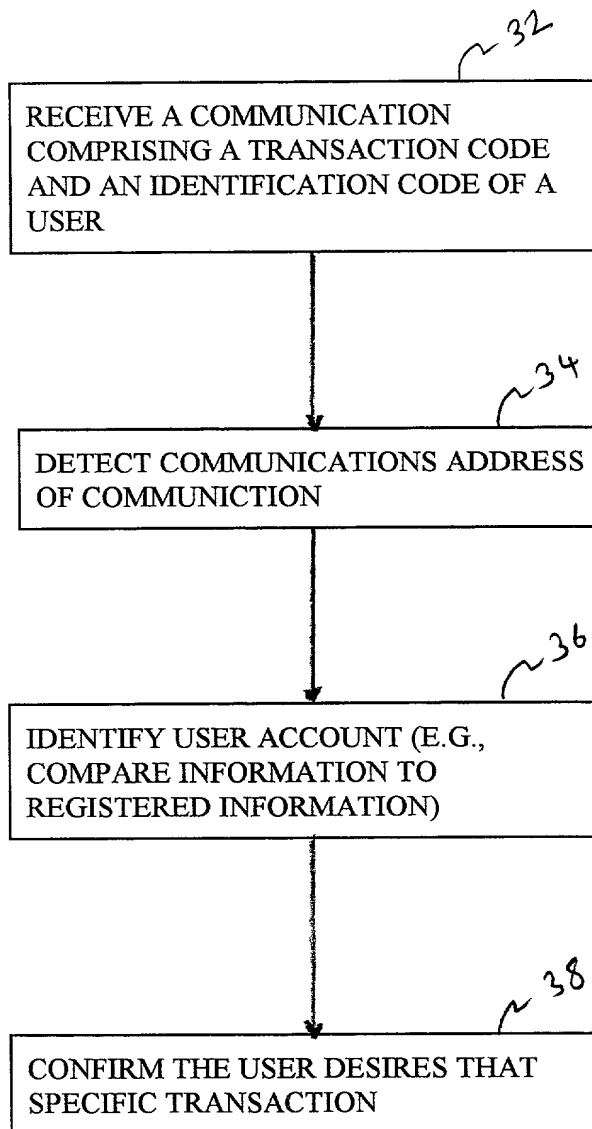 32
RECEIVE A COMMUNICATION
COMPRISING A TRANSACTION CODE
AND AN IDENTIFICATION CODE OF A
USER
34
DETECT COMMUNICATIONS ADDRESS
OF COMMUNICTION
36
IDENTIFY USER ACCOUNT (E.G.,
COMPARE INFORMATION TO
REGISTERED INFORMATION)
38
CONFIRM THE USER DESIRES THAT
SPECIFIC TRANSACTION